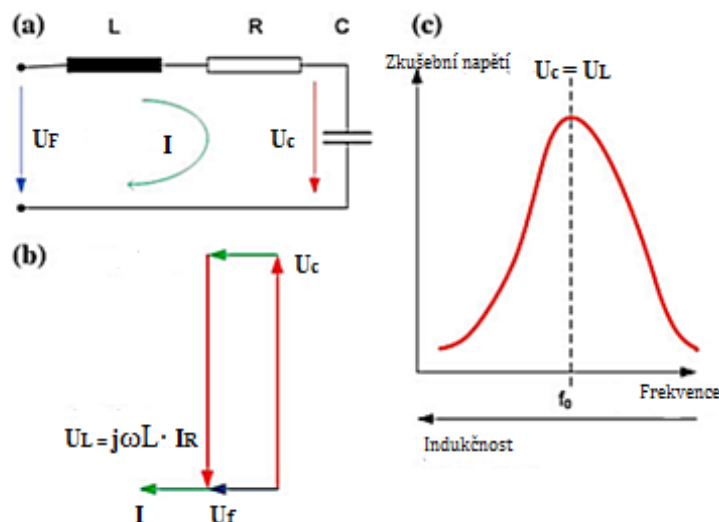 (a)
L R C
UF
I
Uc
(b)
Uc
UL = jωL · IR
I Uf
(c)
Zkušební napětí
Uc = UL
Frekvence
f0
Indukčnost